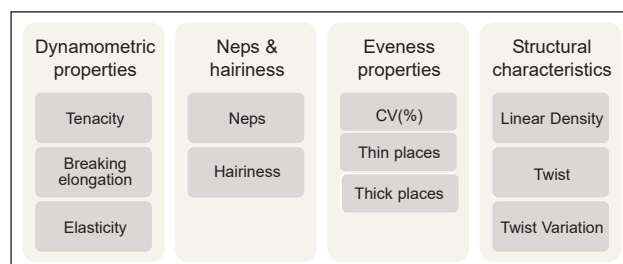 Dynamometric
properties
Tenacity
Breaking
elongation
Elasticity
Neps &
hairiness
Neps
Hairiness
Eveness
properties
CV(%)
Thin places
Thick places
Structural
characteristics
Linear Density
Twist
Twist Variation